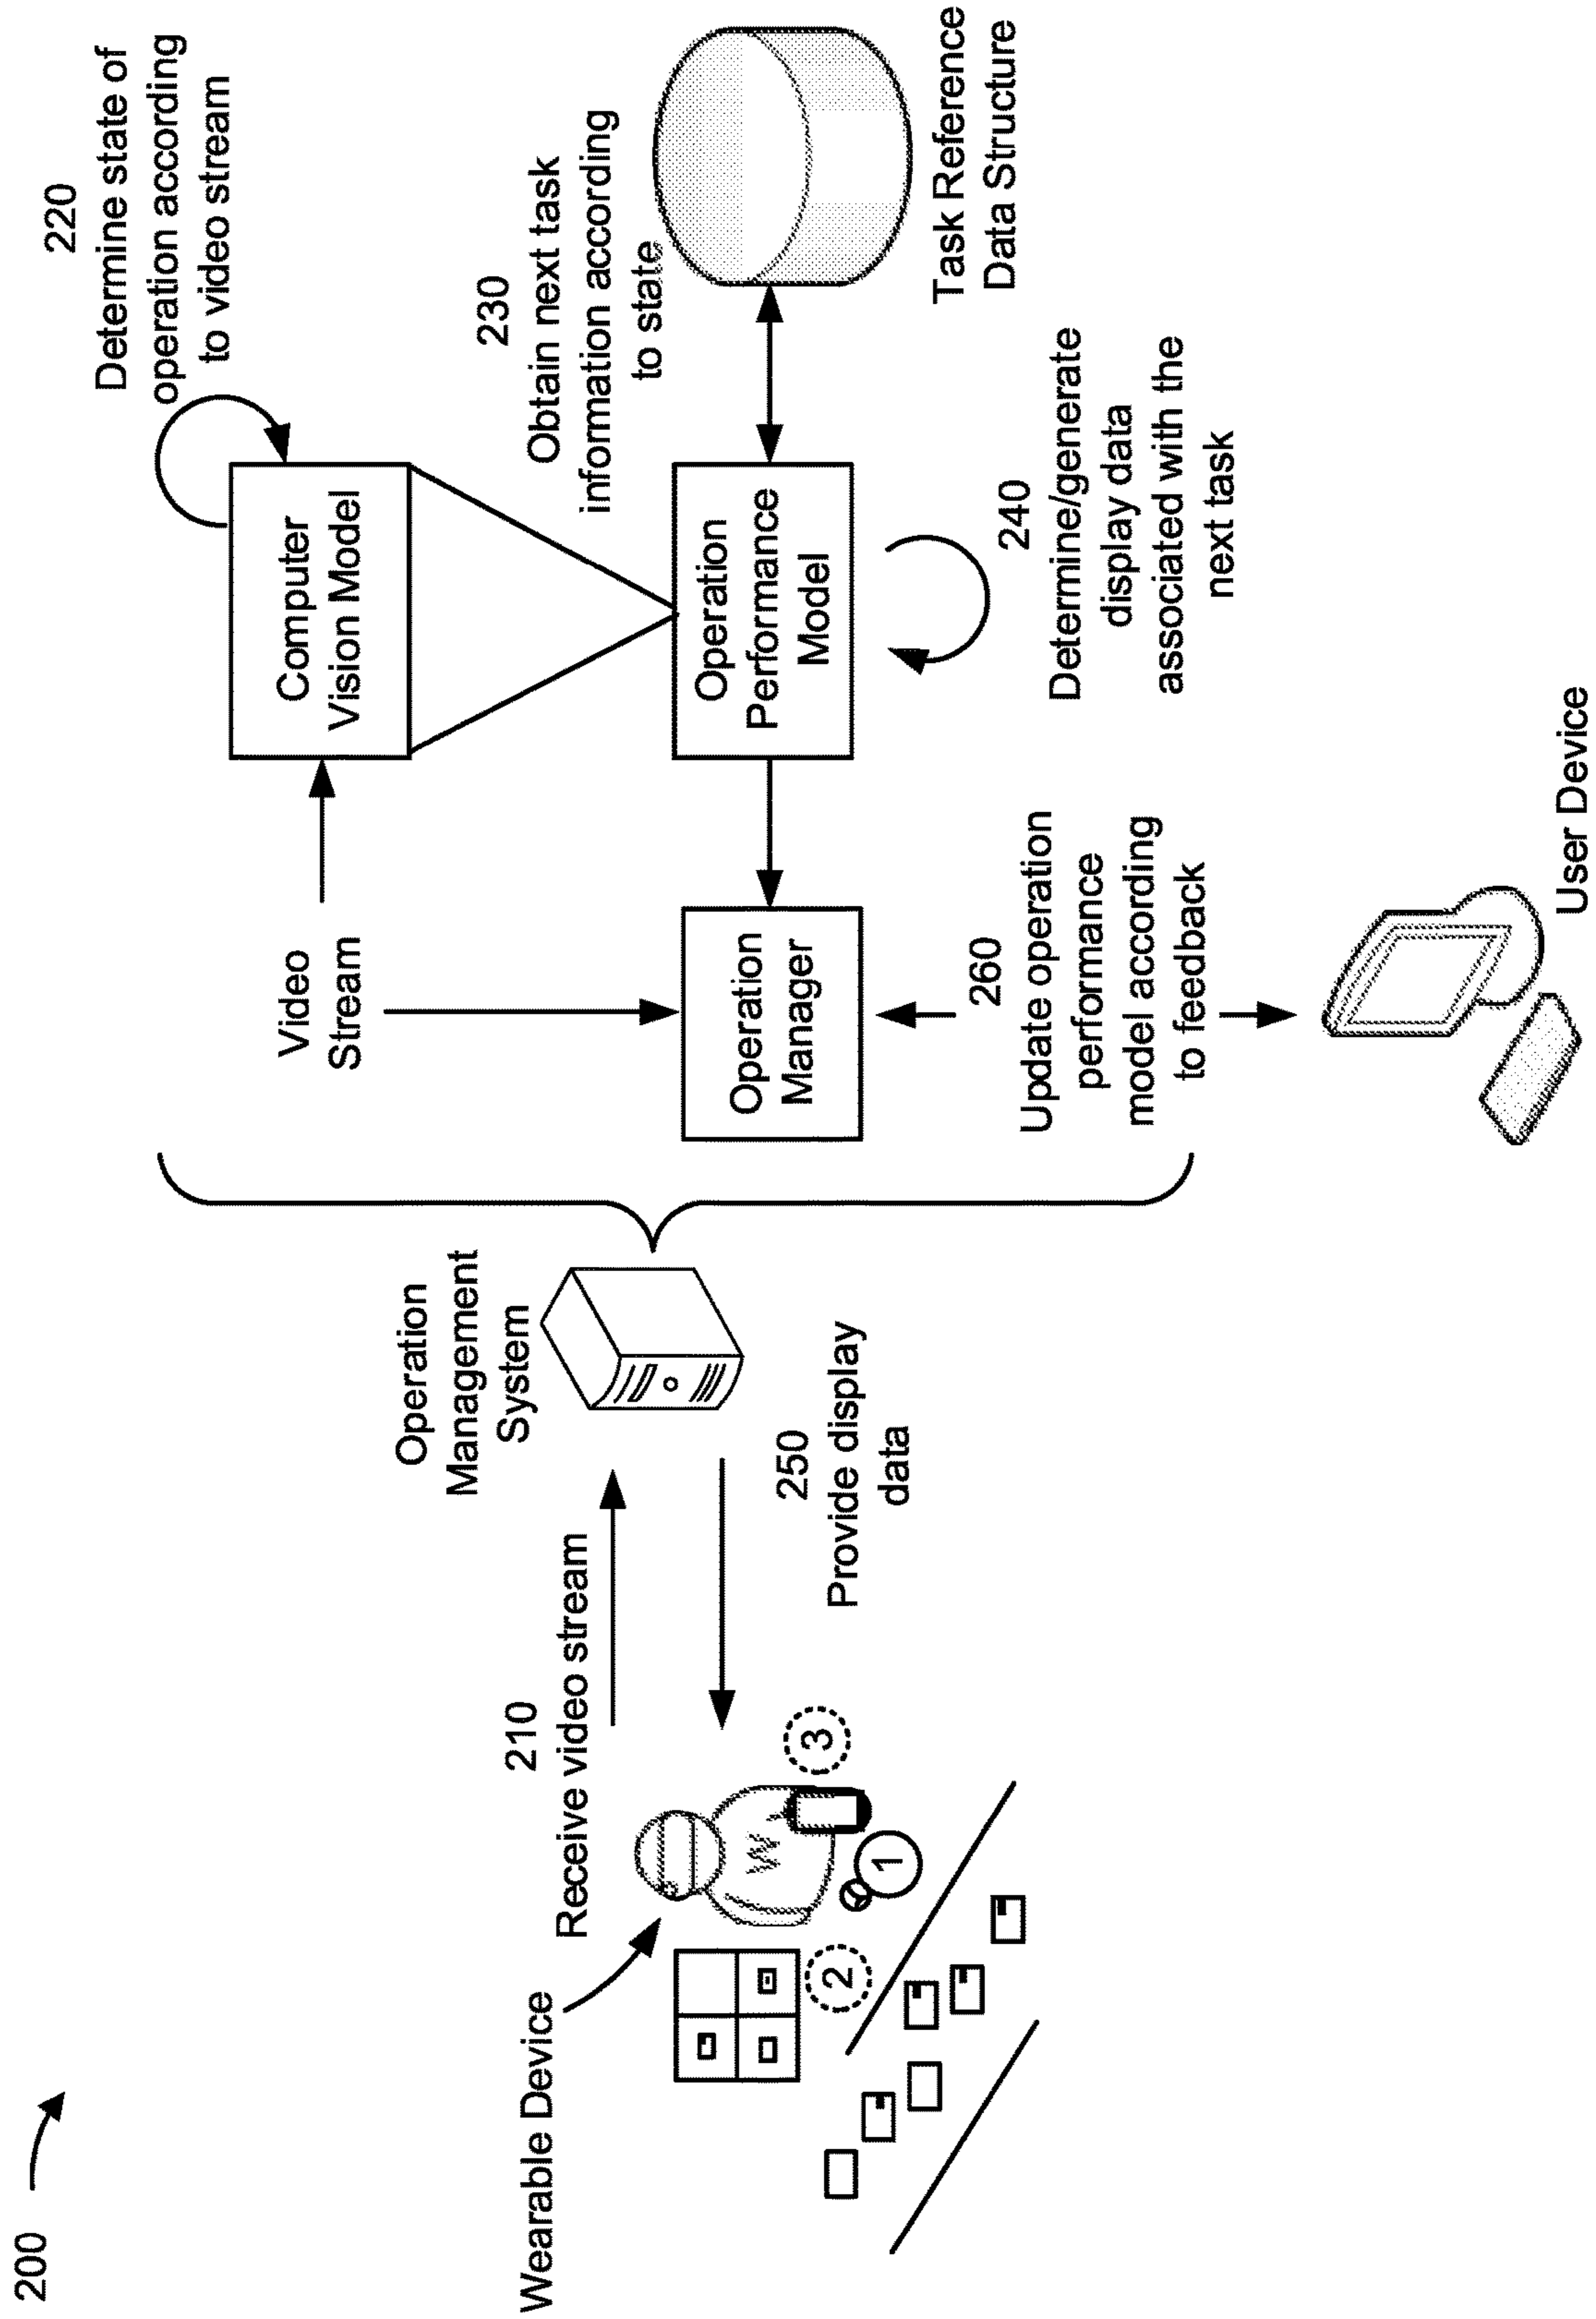 200
Wearable Device
210
Receive video stream
W
1
2
3
250
Provide display
data
Operation
Management
System
Video
Stream
Computer
Vision Model
220
Determine state of
operation according
to video stream
230
Obtain next task
information according
to state
Operation
Performance
Model
Task Reference
Data Structure
240
Determine/generate
display data
associated with the
next task
Operation
Manager
260
Update operation
performance
model according
to feedback
User Device